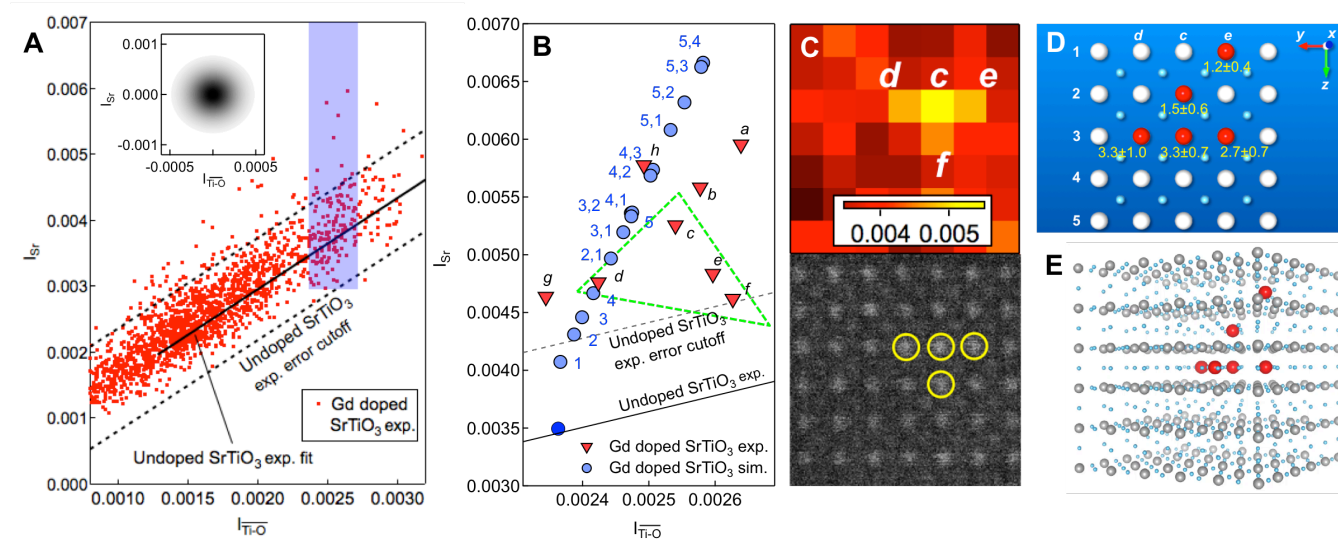 A
0.007
0.006
0.005
0.004
0.003
0.002
0.001
0.000
I_Sr
0.001
0.000
-0.001
I_Sr
-0.0005
0.0005
I_Ti-O
Undoped SrTiO3
exp. error cutoff
Gd doped
SrTiO3 exp.
Undoped SrTiO3 exp. fit
0.0010
0.0015
0.0020
0.0025
0.0030
I_Ti-O
B
0.0070
0.0065
0.0060
0.0055
0.0050
0.0045
0.0040
0.0035
0.0030
I_Sr
5,4
5,3
5,2
5,1
a
4,3
h
4,2
b
4,1
3,2
5
c
3,1
2,1
e
g
d
f
4
3
2
1
Undoped SrTiO3
exp. error cutoff
Undoped SrTiO3 exp.
Gd doped SrTiO3 exp.
Gd doped SrTiO3 sim.
0.0024
0.0025
0.0026
I_Ti-O
C
d c e
f
0.004 0.005
D
d c e
y x
z
1
1.2±0.4
2
1.5±0.6
3
3.3±1.0 3.3±0.7 2.7±0.7
4
5
E